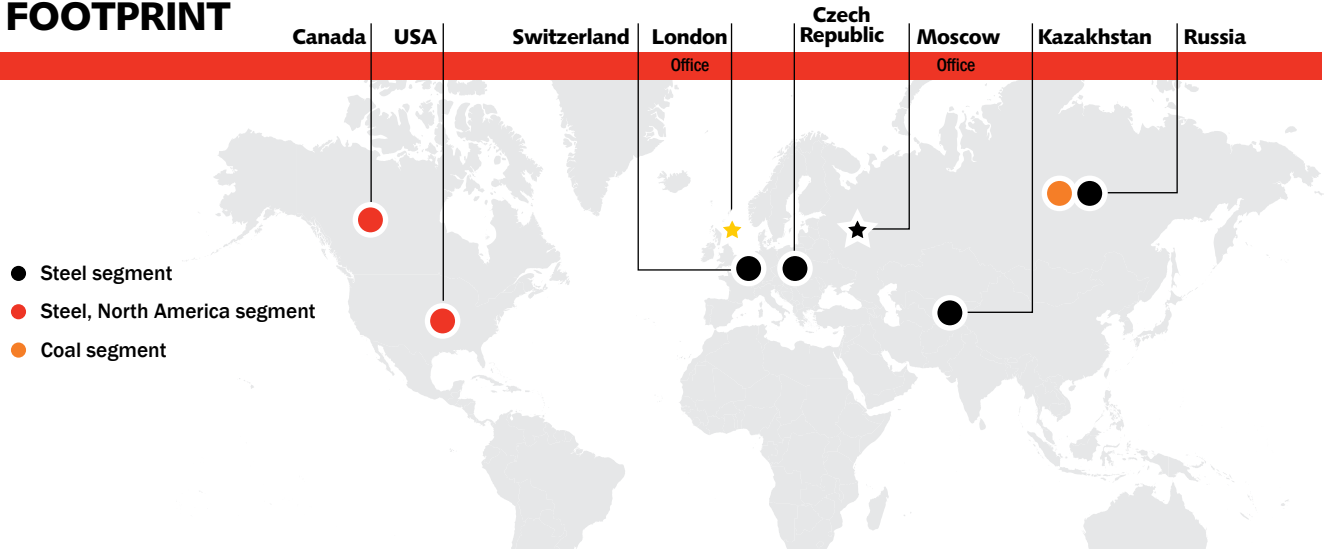 FOOTPRINT
Canada
USA
Switzerland
London
Office
Czech
Republic
Moscow
Office
Kazakhstan
Russia
Steel segment
Steel, North America segment
Coal segment